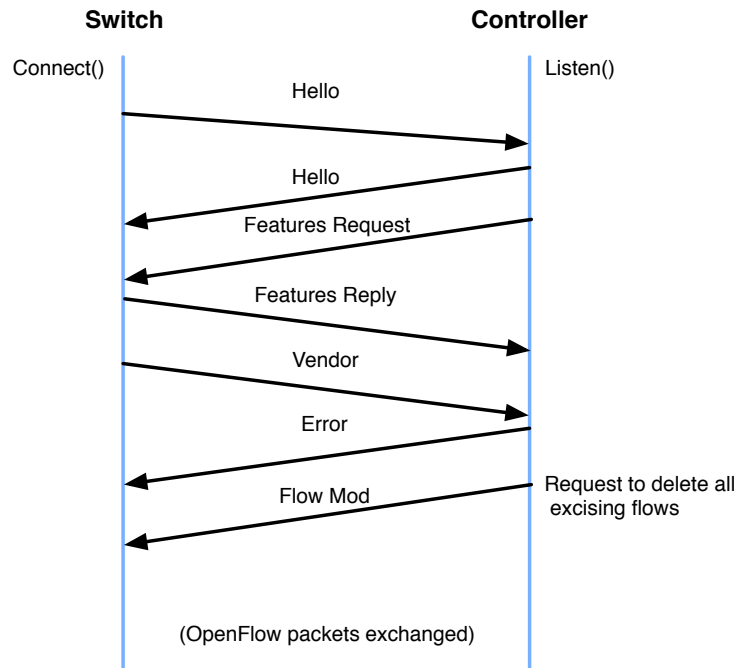 Switch
Controller
Connect()
Listen()
Hello
Hello
Features Request
Features Reply
Vendor
Error
Flow Mod
Request to delete all
excising flows
(OpenFlow packets exchanged)